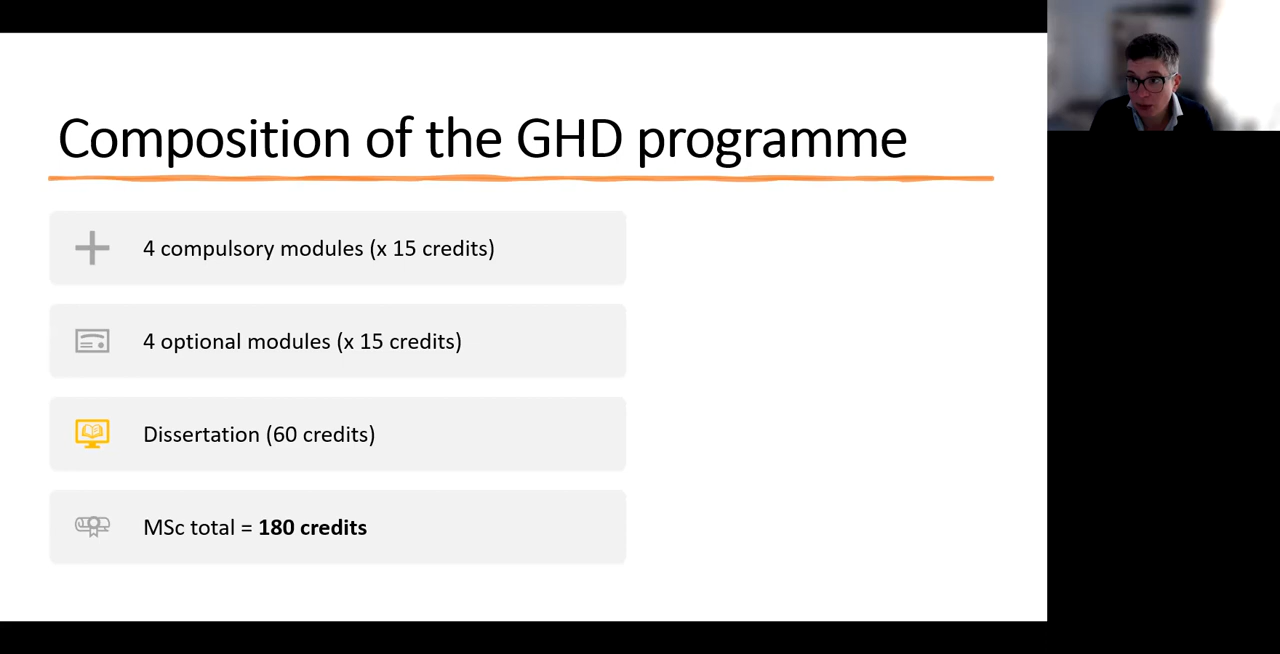 Composition of the GHD programme
4 compulsory modules (x 15 credits)
4 optional modules (x 15 credits)
Dissertation (60 credits)
MSc total = 180 credits